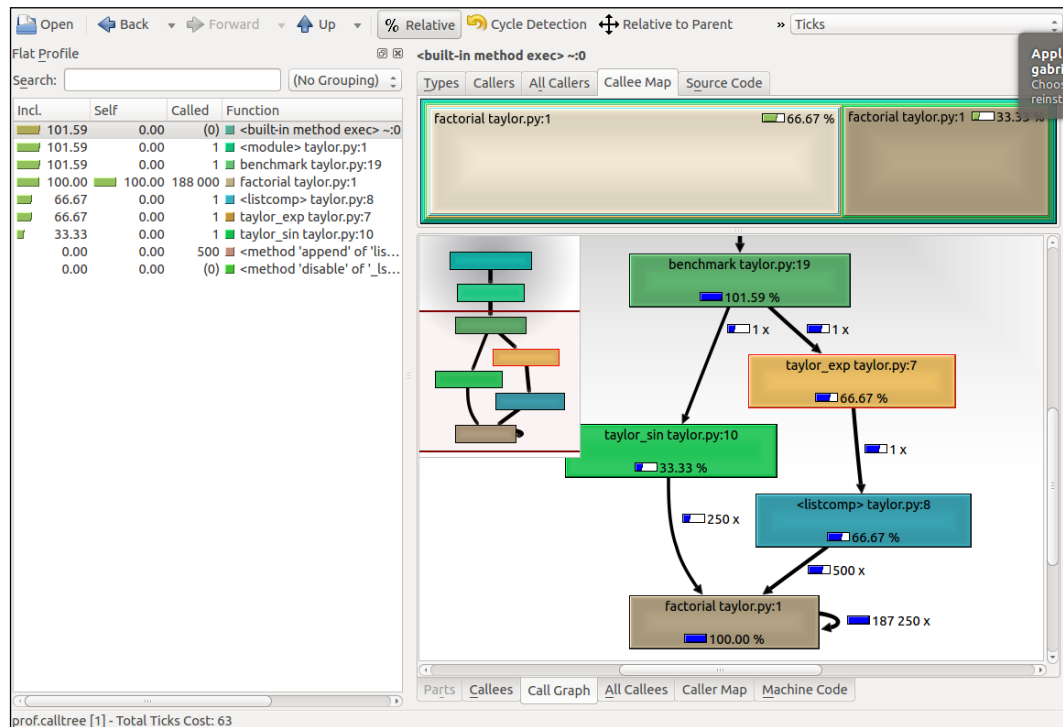 Open Back Forward Up % Relative Cycle Detection Relative to Parent » Ticks
Flat Profile
Search: (No Grouping)
Incl. Self Called Function
101.59 0.00 (0) <built-in method exec> ~:0
101.59 0.00 1 <module> taylor.py:1
101.59 0.00 1 benchmark taylor.py:19
100.00 100.00 188 000 factorial taylor.py:1
66.67 0.00 1 <listcomp> taylor.py:8
66.67 0.00 1 taylor_exp taylor.py:7
33.33 0.00 1 taylor_sin taylor.py:10
0.00 0.00 500 <method 'append' of 'lis...
0.00 0.00 (0) <method 'disable' of '_ls...
<built-in method exec> ~:0
Types Callers All Callers Callee Map Source Code
Appl
gabri
Choos
reinst
factorial taylor.py:1 66.67 % factorial taylor.py:1 33.33 %
benchmark taylor.py:19
101.59 %
1 x 1 x
taylor_exp taylor.py:7
66.67 %
taylor_sin taylor.py:10
33.33 %
1 x
<listcomp> taylor.py:8
66.67 %
250 x
500 x
factorial taylor.py:1
100.00 %
187 250 x
Parts Callees Call Graph All Callees Caller Map Machine Code
prof.calltree [1] - Total Ticks Cost: 63